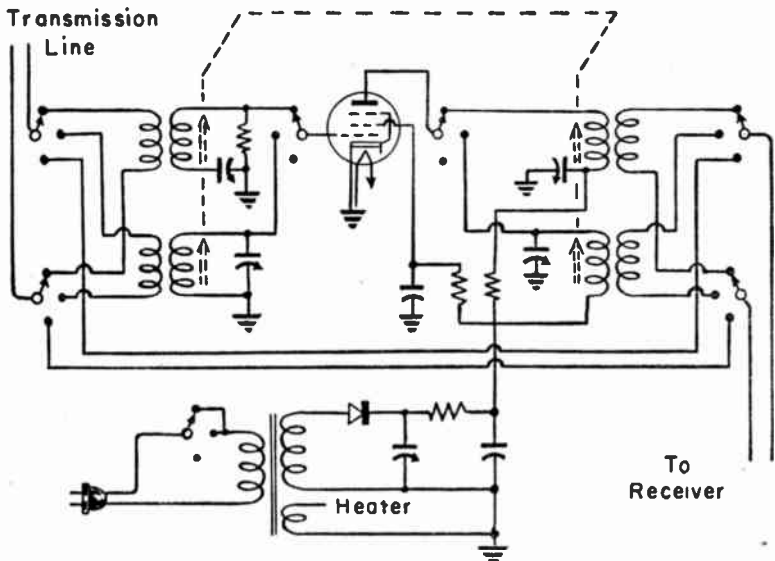 Transmission
Line
Heater
To
Receiver